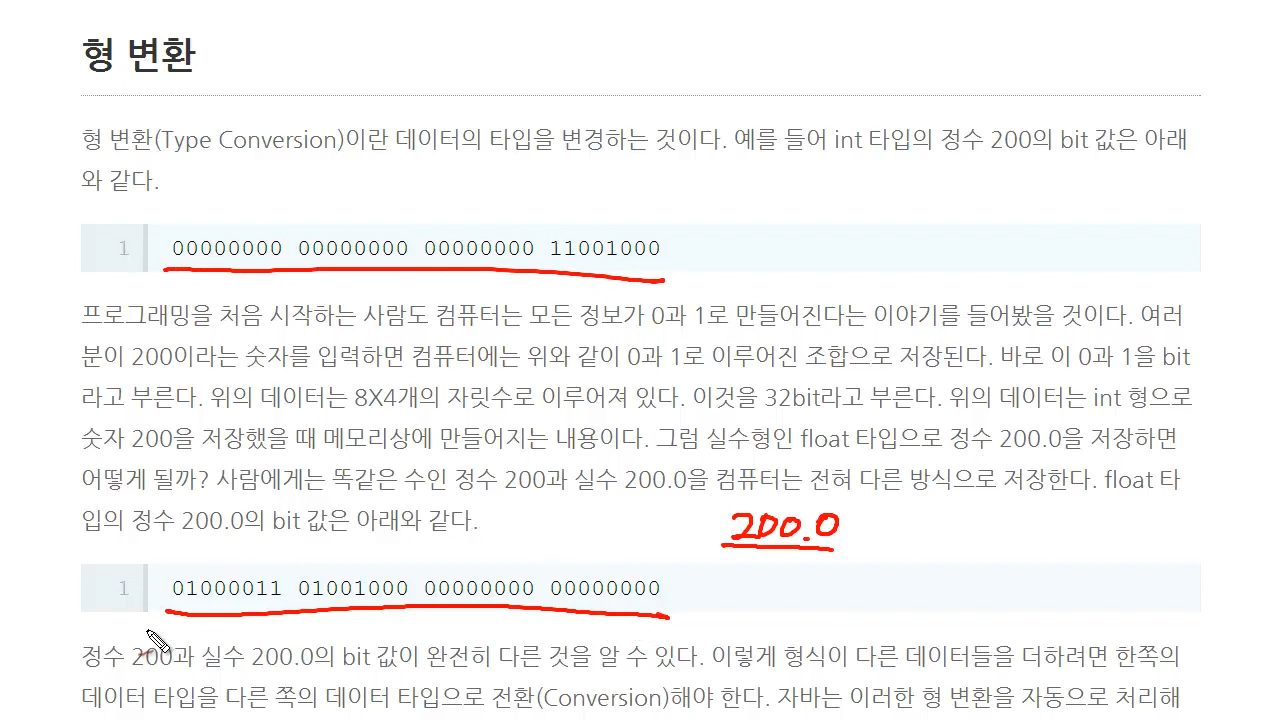 형 변환
형 변환(Type Conversion)이란 데이터의 타입을 변경하는 것이다. 예를 들어 int 타입의 정수 200의 bit 값은 아래
와 같다.
1 00000000 00000000 00000000 11001000
프로그래밍을 처음 시작하는 사람도 컴퓨터는 모든 정보가 0과 1로 만들어진다는 이야기를 들어봤을 것이다. 여러
분이 200이라는 숫자를 입력하면 컴퓨터에는 위와 같이 0과 1로 이루어진 조합으로 저장된다. 바로 이 0과 1을 bit
라고 부른다. 위의 데이터는 8X4개의 자릿수로 이루어져 있다. 이것을 32bit라고 부른다. 위의 데이터는 int 형으로
숫자 200을 저장했을 때 메모리상에 만들어지는 내용이다. 그럼 실수형인 float 타입으로 정수 200.0을 저장하면
어떻게 될까? 사람에게는 똑같은 수인 정수 200과 실수 200.0을 컴퓨터는 전혀 다른 방식으로 저장한다. float 타
입의 정수 200.0의 bit 값은 아래와 같다.
200.0
1 01000011 01001000 00000000 00000000
정수 200과 실수 200.0의 bit 값이 완전히 다른 것을 알 수 있다. 이렇게 형식이 다른 데이터들을 더하려면 한쪽의
데이터 타입을 다른 쪽의 데이터 타입으로 전환(Conversion)해야 한다. 자바는 이러한 형 변환을 자동으로 처리해